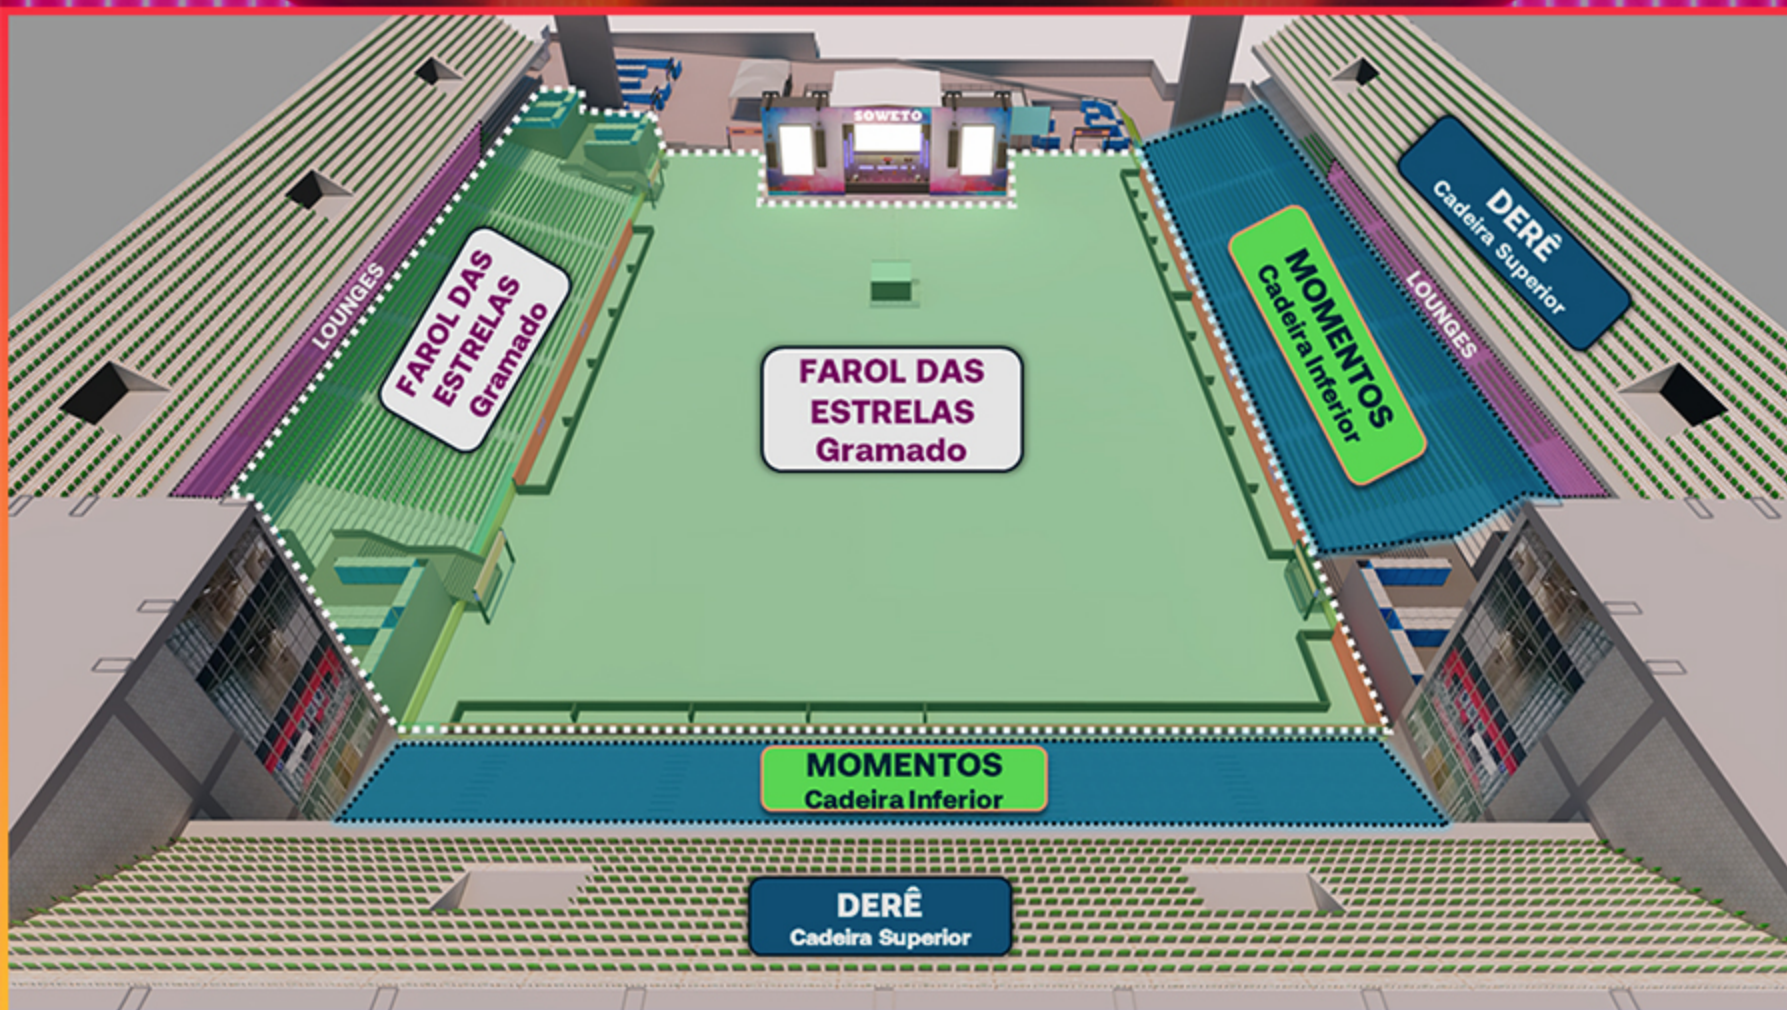 SOWETO
DERÊ
Cadeira Superior
LOUNGES
FAROL DAS
ESTRELAS
Gramado
MOMENTOS
Cadeira Inferior
LOUNGES
FAROL DAS
ESTRELAS
Gramado
MOMENTOS
Cadeira Inferior
DERÊ
Cadeira Superior